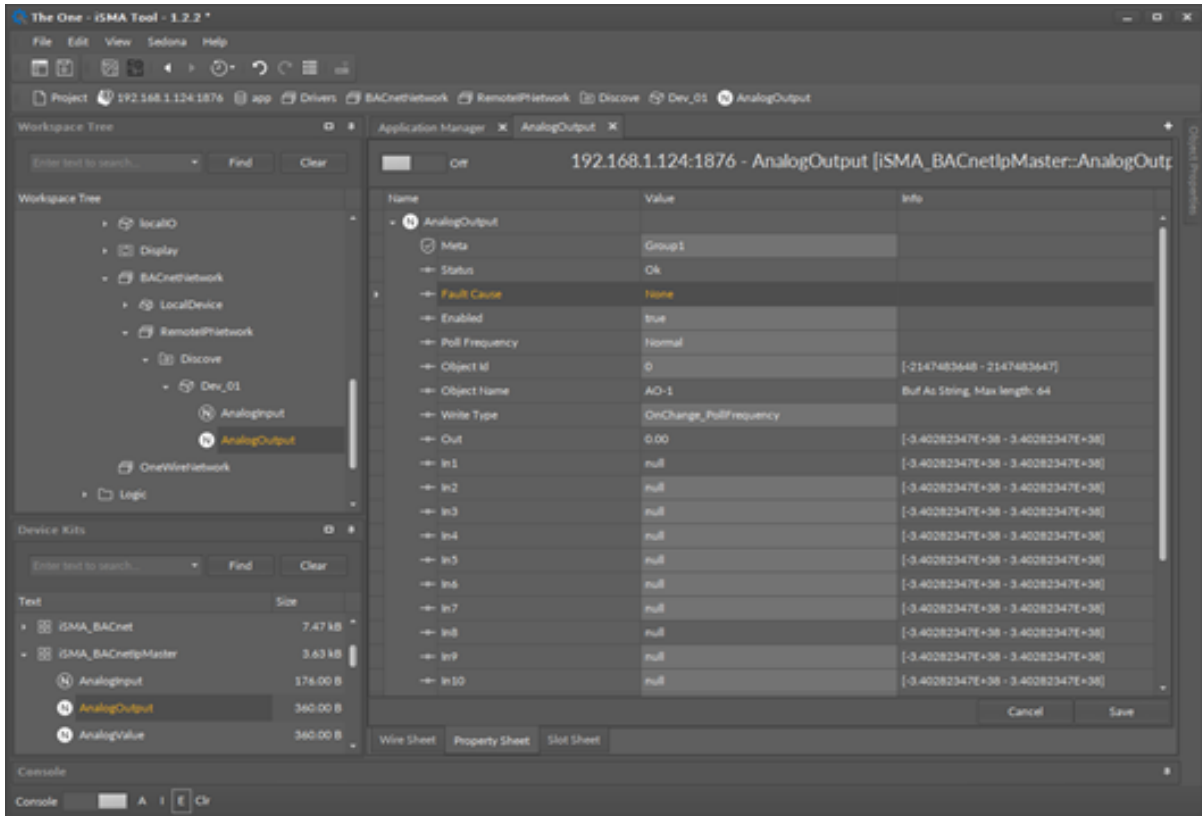 The One - iSMA Tool - 1.2.2 *
File Edit View Sedona Help
Project 192.168.1.124:1876 app Drivers BACnetNetwork RemoteIPNetwork Discove Dev_01 AnalogOutput
Workspace Tree
Enter text to search... Find Clear
Workspace Tree
localIO
Display
BACnetNetwork
LocalDevice
RemoteIPNetwork
Discove
Dev_01
AnalogInput
AnalogOutput
OneWireNetwork
Logic
Device Kits
Enter text to search... Find Clear
Text Size
iSMA_BACnet 7.47 kB
iSMA_BACnetIpMaster 3.63 kB
AnalogInput 176.00 B
AnalogOutput 360.00 B
AnalogValue 360.00 B
Application Manager AnalogOutput
Off 192.168.1.124:1876 - AnalogOutput [iSMA_BACnetIpMaster::AnalogOutp
Name Value Info
AnalogOutput
Meta Group1
Status Ok
Fault Cause None
Enabled true
Poll Frequency Normal
Object Id 0 [-2147483648 - 2147483647]
Object Name AO-1 Buf As String, Max length: 64
Write Type OnChange_PollFrequency
Out 0.00 [-3.40282347E+38 - 3.40282347E+38]
In1 null [-3.40282347E+38 - 3.40282347E+38]
In2 null [-3.40282347E+38 - 3.40282347E+38]
In3 null [-3.40282347E+38 - 3.40282347E+38]
In4 null [-3.40282347E+38 - 3.40282347E+38]
In5 null [-3.40282347E+38 - 3.40282347E+38]
In6 null [-3.40282347E+38 - 3.40282347E+38]
In7 null [-3.40282347E+38 - 3.40282347E+38]
In8 null [-3.40282347E+38 - 3.40282347E+38]
In9 null [-3.40282347E+38 - 3.40282347E+38]
In10 null [-3.40282347E+38 - 3.40282347E+38]
Cancel Save
Wire Sheet Property Sheet Slot Sheet
Object Properties
Console
Console A I E Clr